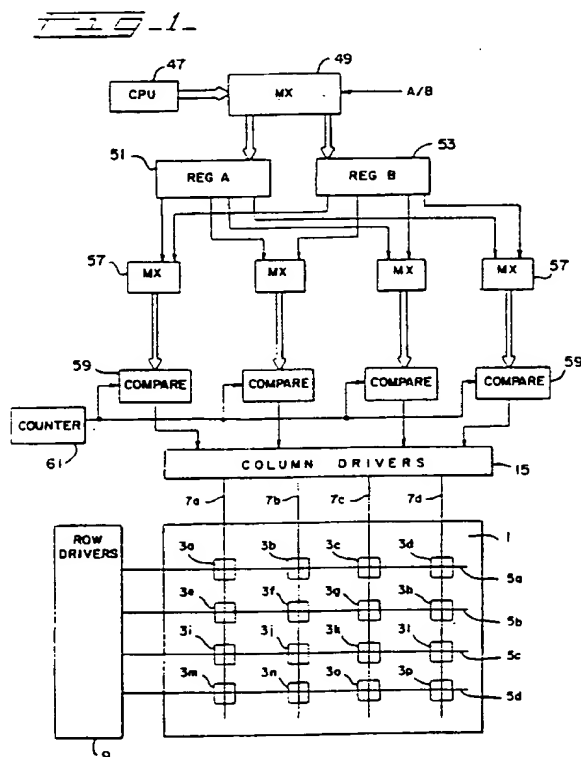 Fig-1-
47
49
CPU
MX
A/B
51
53
REG A
REG B
57
MX
MX
MX
MX
57
59
COMPARE
COMPARE
COMPARE
COMPARE
59
COUNTER
61
COLUMN DRIVERS
15
7a
7b
7c
7d
ROW DRIVERS
1
3a
3b
3c
3d
5a
3e
3f
3g
3h
5b
3i
3j
3k
3l
5c
3m
3n
3o
3p
5d
9